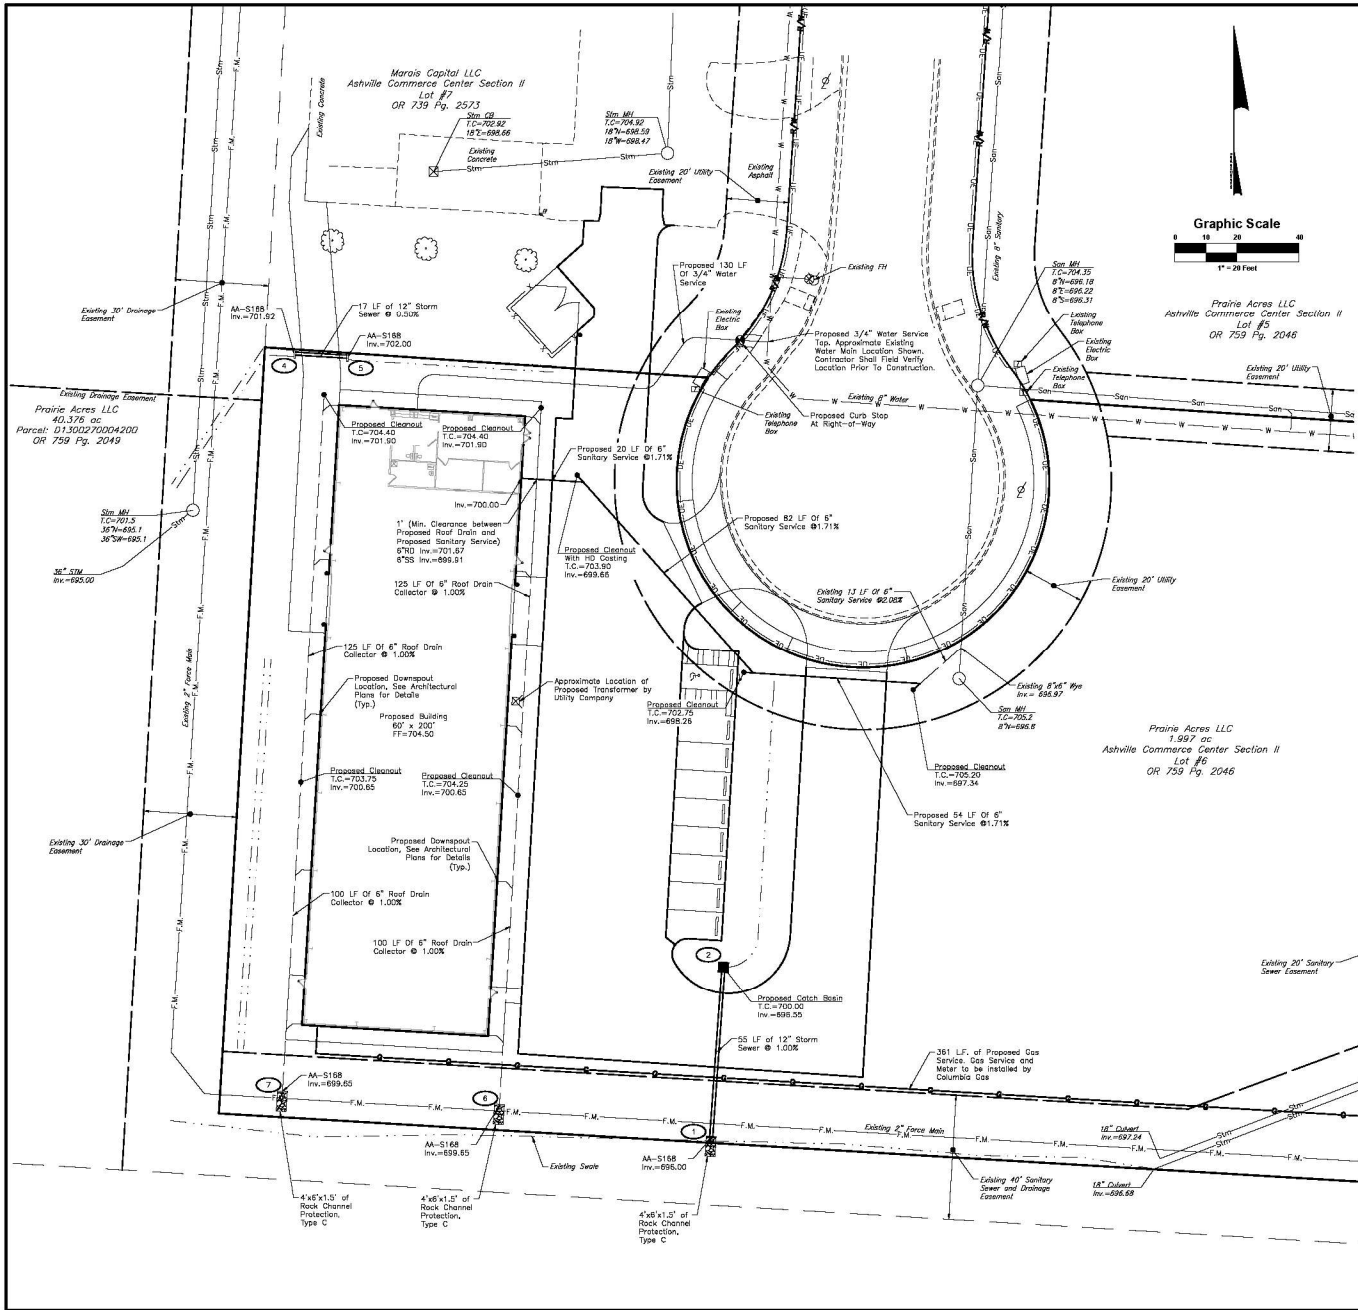 Marais Capital LLC
Ashville Commerce Center Section II
Lot #7
OR 739 Pg. 2573
Existing Concrete
Stm CB
T.C=702.92
18"E=698.66
Stm MH
T.C=704.92
18"N=698.59
18"W=698.47
Existing
Concrete
Existing 20' Utility
Easement
Existing
Asphalt
Graphic Scale
0 10 20 40
1" = 20 Feet
Proposed 130 LF
Of 3/4" Water
Service
Existing FH
Existing 8" Sanitary
San MH
T.C=704.35
8"N=696.18
8"E=696.22
8"S=696.31
Prairie Acres LLC
Ashville Commerce Center Section II
Lot #5
OR 759 Pg. 2046
Existing 30' Drainage
Easement
AA-S168
Inv.=701.92
17 LF of 12" Storm
Sewer @ 0.50%
AA-S168
Inv.=702.00
4
5
Existing
Electric
Box
Proposed 3/4" Water Service
Tap. Approximate Existing
Water Main Location Shown.
Contractor Shall Field Verify
Location Prior To Construction.
Existing
Telephone
Box
Existing
Electric
Box
Existing
Telephone
Box
Existing 20' Utility
Easement
Existing Drainage Easement
Prairie Acres LLC
40.376 ac
Parcel: D1300270004200
OR 759 Pg. 2049
Proposed Cleanout
T.C.=704.40
Inv.=701.90
Proposed Cleanout
T.C.=704.40
Inv.=701.90
Existing 8" Water
Existing
Telephone
Box
Proposed Curb Stop
At Right-of-Way
Proposed 20 LF Of 6"
Sanitary Service @1.71%
Inv.=700.00
Stm MH
T.C=701.5
36"N=695.1
36"SW=695.1
36" STM
Inv.=695.00
1' (Min. Clearance between
Proposed Roof Drain and
Proposed Sanitary Service)
6"RD Inv.=701.67
6"SS Inv.=699.91
Proposed Cleanout
With HD Casting
T.C.=703.90
Inv.=699.66
Proposed 82 LF Of 6"
Sanitary Service @1.71%
125 LF Of 6" Roof Drain
Collector @ 1.00%
Existing 13 LF Of 6"
Sanitary Service @2.08%
Existing 20' Utility
Easement
125 LF Of 6" Roof Drain
Collector @ 1.00%
Existing 2" Force Main
Proposed Downspout
Location, See Architectural
Plans for Details
(Typ.)
Approximate Location of
Proposed Transformer by
Utility Company
Proposed Building
60' x 200'
FF=704.50
Proposed Cleanout
T.C.=702.75
Inv.=698.26
Existing 8"x6" Wye
Inv.= 696.97
San MH
T.C=705.2
8"N=696.6
Prairie Acres LLC
1.997 ac
Ashville Commerce Center Section II
Lot #6
OR 759 Pg. 2046
Proposed Cleanout
T.C.=703.75
Inv.=700.65
Proposed Cleanout
T.C.=704.25
Inv.=700.65
Proposed Cleanout
T.C.=705.20
Inv.=697.34
Proposed 54 LF Of 6"
Sanitary Service @1.71%
Existing 30' Drainage
Easement
Proposed Downspout
Location, See Architectural
Plans for Details
(Typ.)
100 LF Of 6" Roof Drain
Collector @ 1.00%
100 LF Of 6" Roof Drain
Collector @ 1.00%
2
Existing 20' Sanitary
Sewer Easement
Proposed Catch Basin
T.C.=700.00
Inv.=696.55
55 LF of 12" Storm
Sewer @ 1.00%
361 L.F. of Proposed Gas
Service. Gas Service and
Meter to be installed by
Columbia Gas
7
AA-S168
Inv.=699.65
6
AA-S168
Inv.=699.65
1
AA-S168
Inv.=696.00
Existing 2" Force Main
18" Culvert
Inv.=697.24
Existing Swale
Existing 40' Sanitary
Sewer and Drainage
Easement
18" Culvert
Inv.=696.68
4'x6'x1.5' of
Rock Channel
Protection,
Type C
4'x6'x1.5' of
Rock Channel
Protection,
Type C
4'x6'x1.5' of
Rock Channel
Protection,
Type C